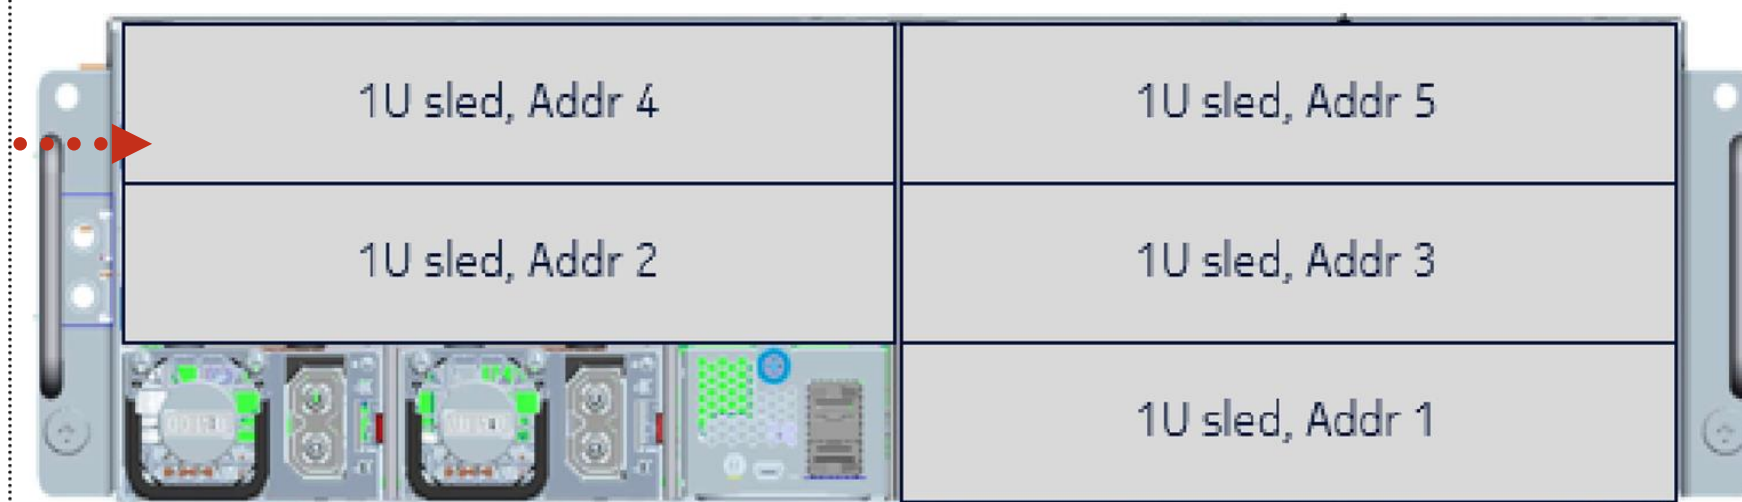 1U sled, Addr 4
1U sled, Addr 5
1U sled, Addr 2
1U sled, Addr 3
1U sled, Addr 1